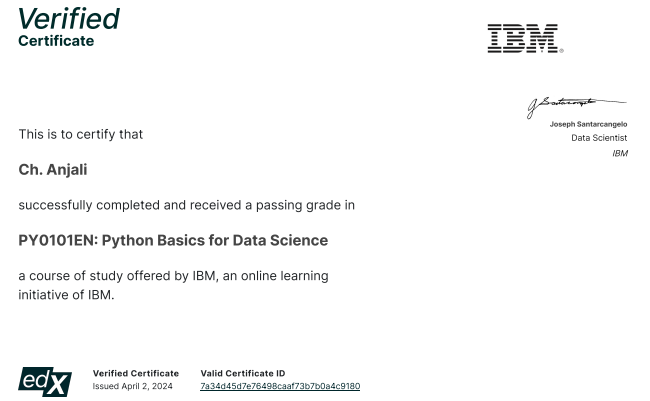 Verified
Certificate
IBM®
Joseph Santarcangelo
Data Scientist
IBM
This is to certify that
Ch. Anjali
successfully completed and received a passing grade in
PY0101EN: Python Basics for Data Science
a course of study offered by IBM, an online learning
initiative of IBM.
edX
Verified Certificate
Issued April 2, 2024
Valid Certificate ID
7a34d45d7e76498caaf73b7b0a4c9180